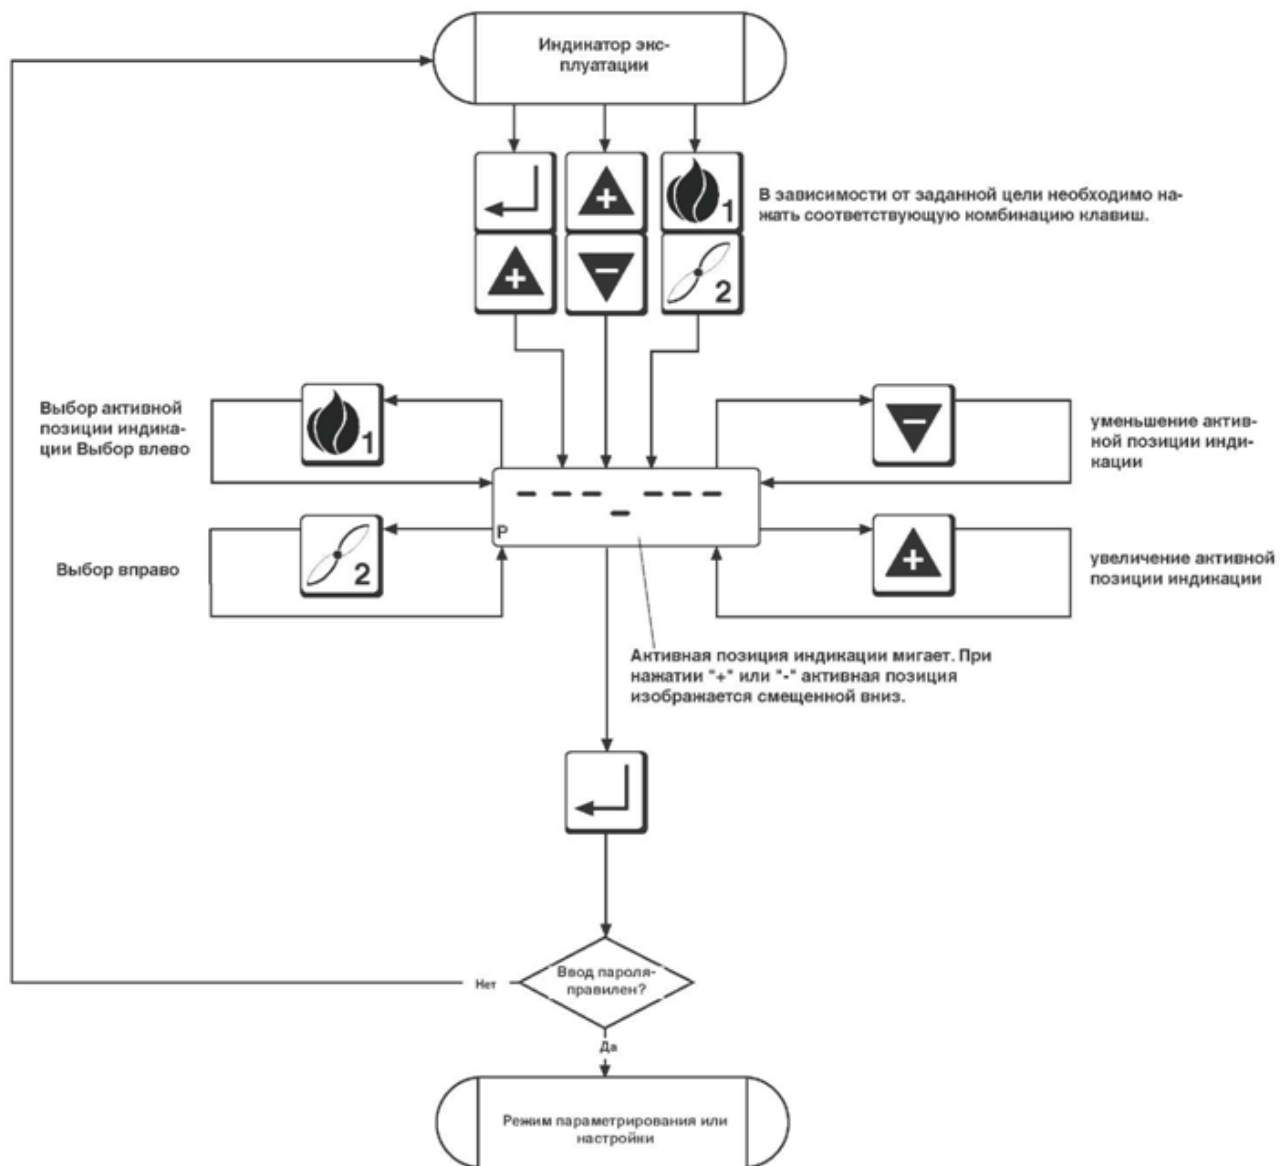 Индикатор экс-
плуатации
+
1
В зависимости от заданной цели необходимо на-
жать соответствующую комбинацию клавиш.
+
−
2
Выбор активной
позиции индика-
ции Выбор влево
1
−
уменьшение актив-
ной позиции инди-
кации
− − − − − − −
P
Выбор вправо
2
+
увеличение активной
позиции индикации
Активная позиция индикации мигает. При
нажатии "+" или "-" активная позиция
изображается смещенной вниз.
Ввод пароля-
правилен?
Нет
Да
Режим параметрирования или
настройки